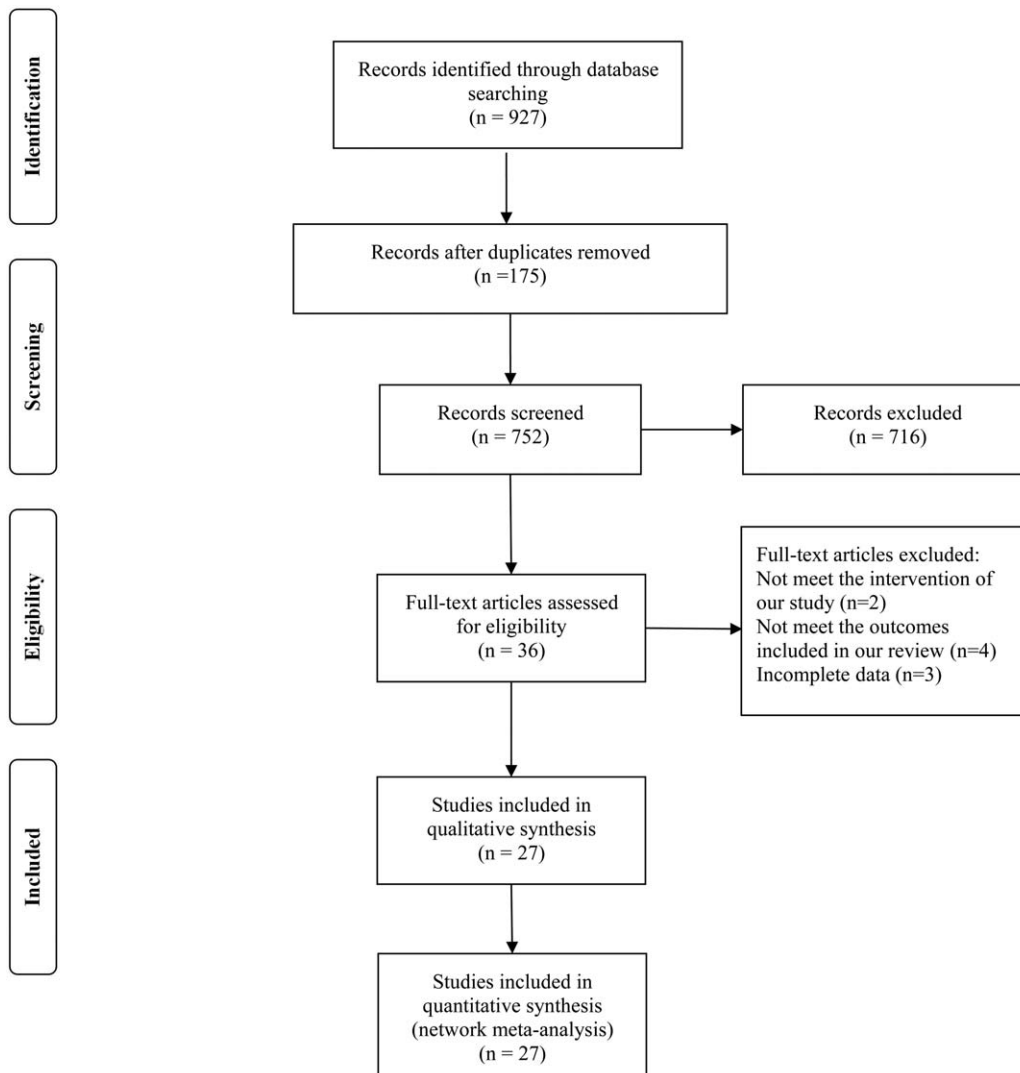 Identification
Records identified through database
searching
(n = 927)
Records after duplicates removed
(n =175)
Screening
Records screened
(n = 752)
Records excluded
(n = 716)
Eligibility
Full-text articles assessed
for eligibility
(n = 36)
Full-text articles excluded:
Not meet the intervention of
our study (n=2)
Not meet the outcomes
included in our review (n=4)
Incomplete data (n=3)
Included
Studies included in
qualitative synthesis
(n = 27)
Studies included in
quantitative synthesis
(network meta-analysis)
(n = 27)